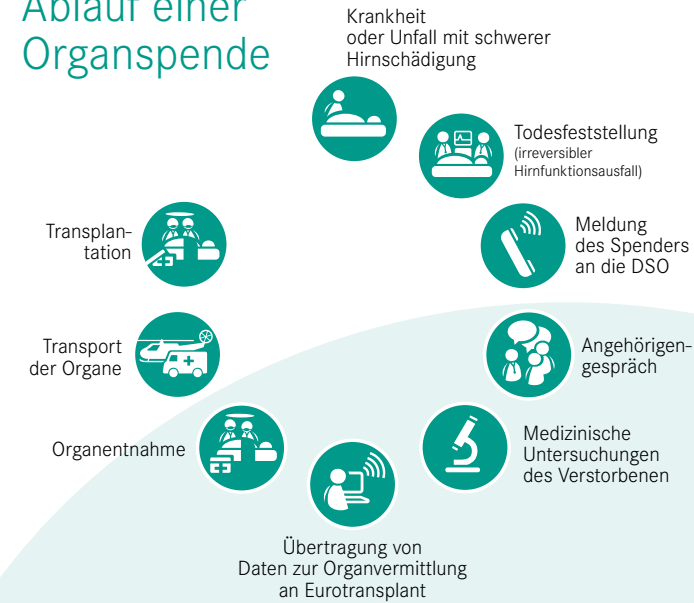 Ablauf einer
Organspende
Krankheit
oder Unfall mit schwerer
Hirnschädigung
Todesfeststellung
(irreversibler
Hirnfunktionsausfall)
Meldung
des Spenders
an die DSO
Angehörigen-
gespräch
Medizinische
Untersuchungen
des Verstorbenen
Übertragung von
Daten zur Organvermittlung
an Eurotransplant
Organentnahme
Transport
der Organe
Transplan-
tation